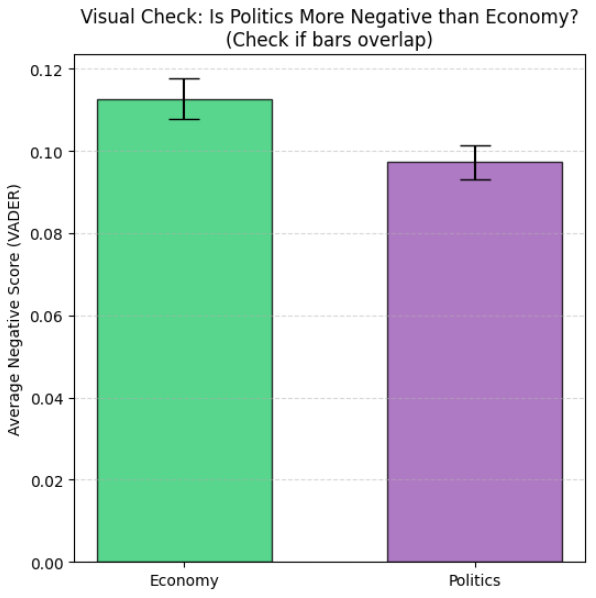 Visual Check: Is Politics More Negative than Economy?
(Check if bars overlap)
Average Negative Score (VADER)
0.12
0.10
0.08
0.06
0.04
0.02
0.00
Economy
Politics